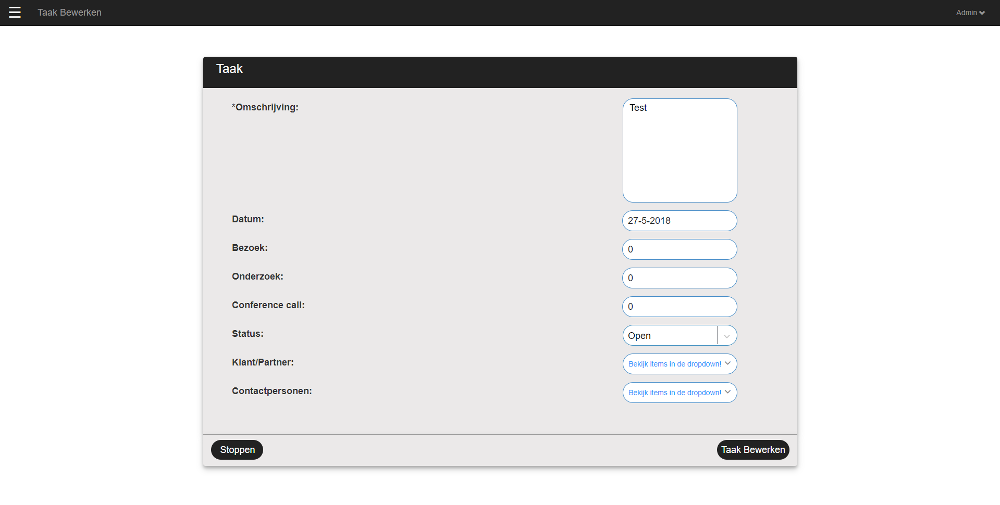 Taak Bewerken
Admin
Taak
*Omschrijving:
Test
Datum:
27-5-2018
Bezoek:
0
Onderzoek:
0
Conference call:
0
Status:
Open
Klant/Partner:
Bekijk items in de dropdown!
Contactpersonen:
Bekijk items in de dropdown!
Stoppen
Taak Bewerken